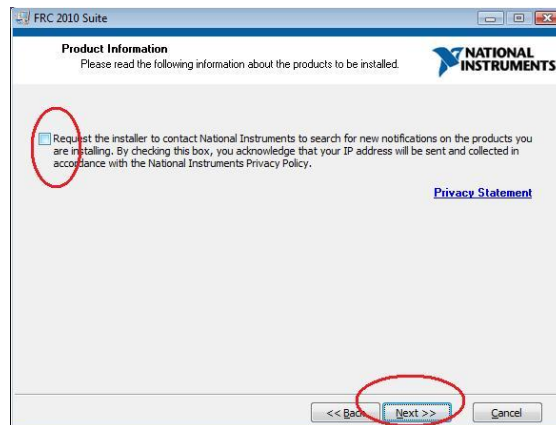 FRC 2010 Suite
Product Information
Please read the following information about the products to be installed.
NATIONAL
INSTRUMENTS
Request the installer to contact National Instruments to search for new notifications on the products you
are installing. By checking this box, you acknowledge that your IP address will be sent and collected in
accordance with the National Instruments Privacy Policy.
Privacy Statement
<< Back
Next >>
Cancel